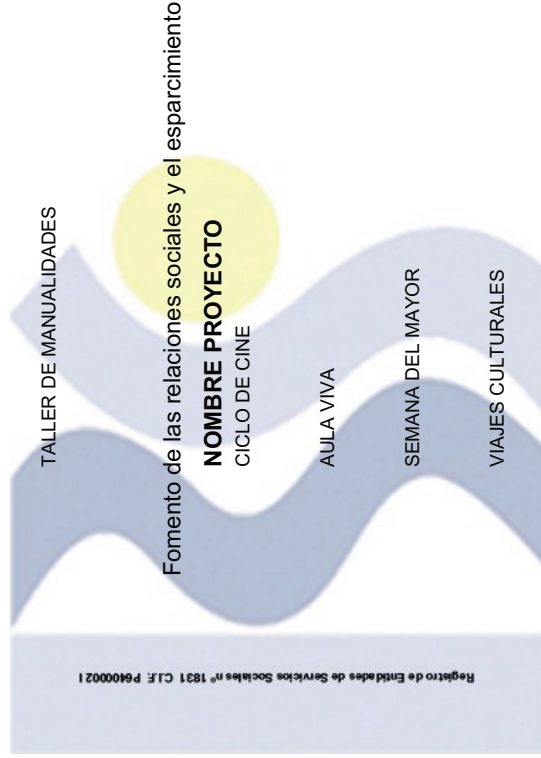 TALLER DE MANUALIDADES
Fomento de las relaciones sociales y el esparcimiento
NOMBRE PROYECTO
CICLO DE CINE
AULA VIVA
SEMANA DEL MAYOR
VIAJES CULTURALES
Registro de Entidades de Servicios Sociales nº 1831 C.I.F. P6400002I